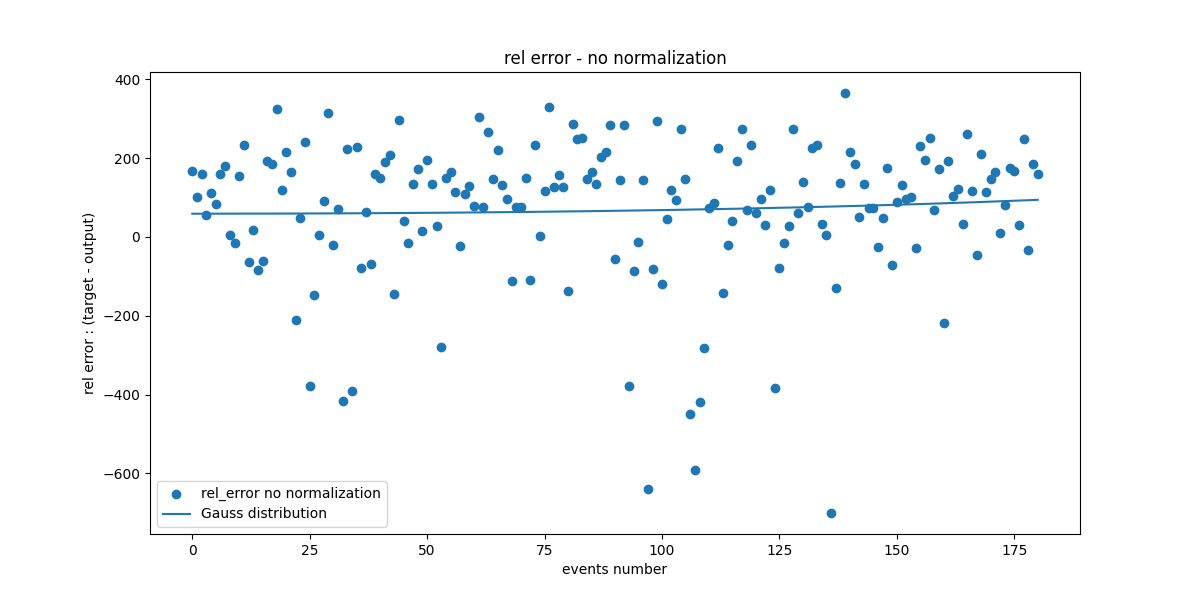 rel error - no normalization
400
200
0
−200
−400
−600
rel error : (target - output)
rel_error no normalization
Gauss distribution
0
25
50
75
100
125
150
175
events number